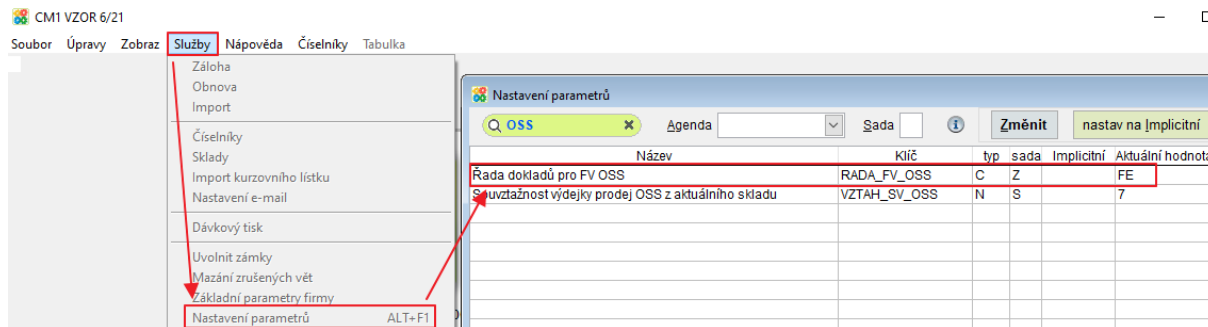 CM1 VZOR 6/21
Soubor Úpravy Zobraz Služby Nápověda Číselníky Tabulka
Záloha
Obnova
Import
Číselníky
Sklady
Import kurzovního lístku
Nastavení e-mail
Dávkový tisk
Uvolnit zámky
Mazání zrušených vět
Základní parametry firmy
Nastavení parametrů ALT+F1
Nastavení parametrů
OSS Agenda Sada Změnit nastav na Implicitní
Název Klíč typ sada Implicitní Aktuální hodnota
Řada dokladů pro FV OSS RADA_FV_OSS C Z FE
Souvztažnost výdejky prodej OSS z aktuálního skladu VZTAH_SV_OSS N S 7